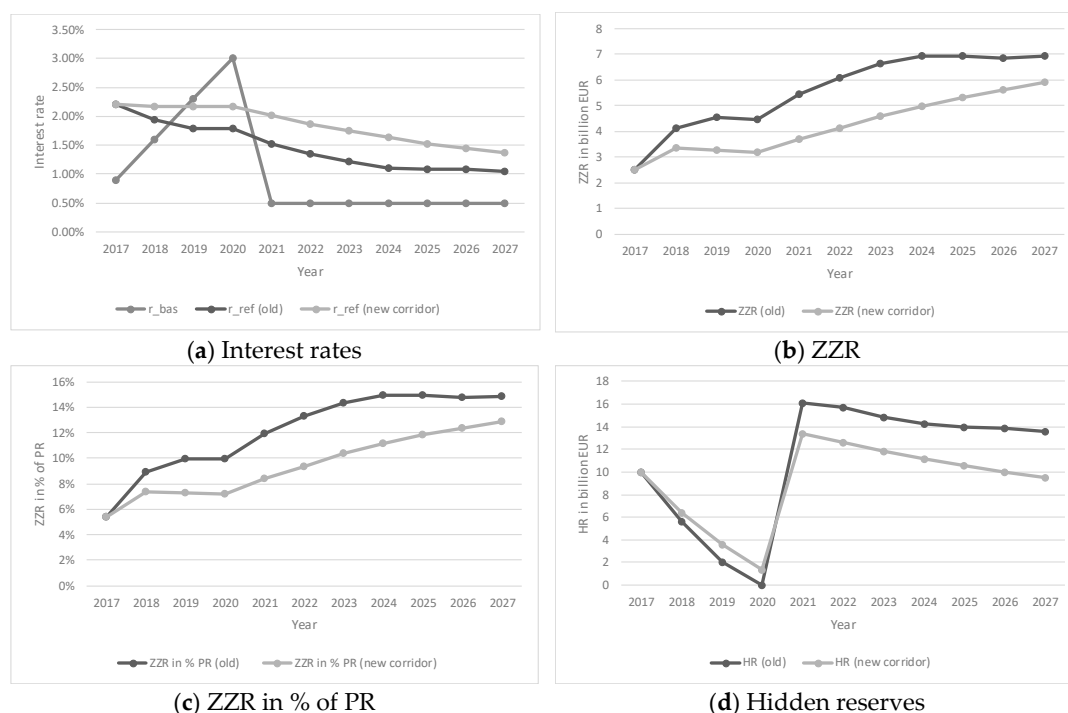 3.50%
3.00%
2.50%
2.00%
1.50%
1.00%
0.50%
0.00%
Interest rate
2017 2018 2019 2020 2021 2022 2023 2024 2025 2026 2027
Year
r_bas r_ref (old) r_ref (new corridor)
(a) Interest rates
8
7
6
5
4
3
2
1
0
ZZR in billion EUR
2017 2018 2019 2020 2021 2022 2023 2024 2025 2026 2027
Year
ZZR (old) ZZR (new corridor)
(b) ZZR
16%
14%
12%
10%
8%
6%
4%
2%
0%
ZZR in % of PR
2017 2018 2019 2020 2021 2022 2023 2024 2025 2026 2027
Year
ZZR in % PR (old) ZZR in % PR (new corridor)
(c) ZZR in % of PR
18
16
14
12
10
8
6
4
2
0
HR in billion EUR
2017 2018 2019 2020 2021 2022 2023 2024 2025 2026 2027
Year
HR (old) HR (new corridor)
(d) Hidden reserves